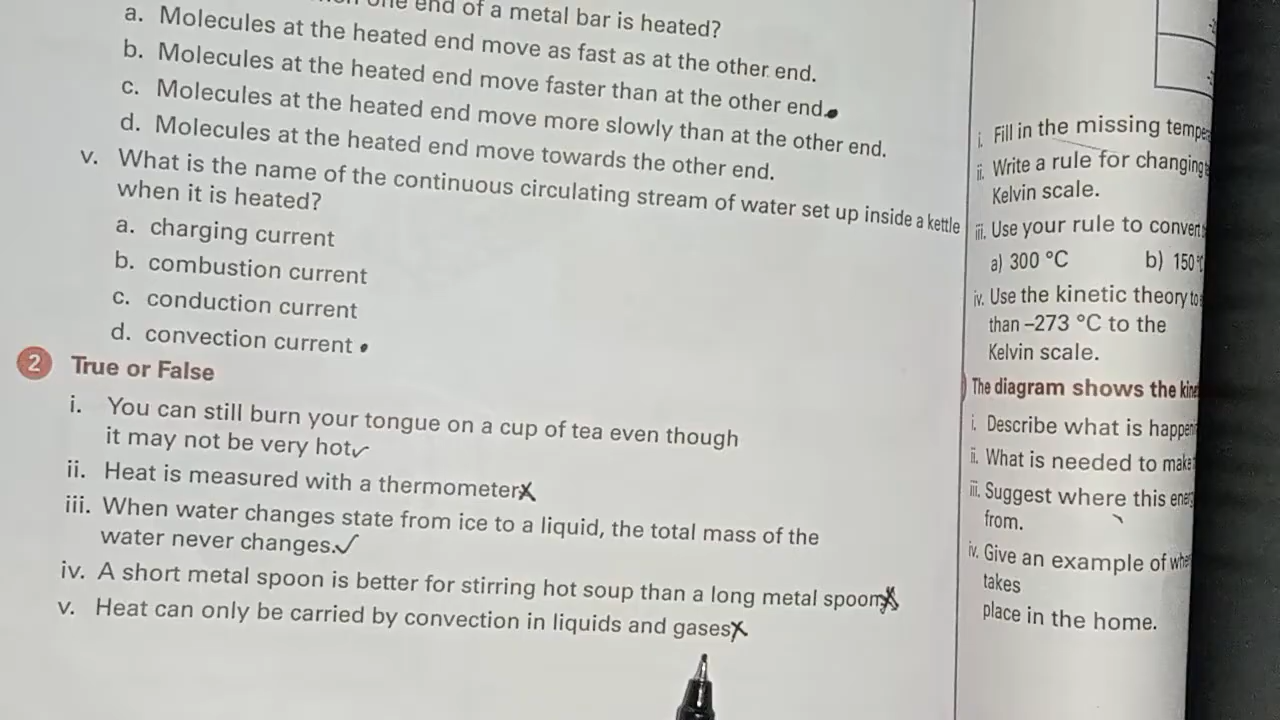 one end of a metal bar is heated?
a. Molecules at the heated end move as fast as at the other end.
b. Molecules at the heated end move faster than at the other end.
c. Molecules at the heated end move more slowly than at the other end.
d. Molecules at the heated end move towards the other end.
v. What is the name of the continuous circulating stream of water set up inside a kettle
when it is heated?
a. charging current
b. combustion current
c. conduction current
d. convection current
2 True or False
i. You can still burn your tongue on a cup of tea even though
it may not be very hot
ii. Heat is measured with a thermometer
iii. When water changes state from ice to a liquid, the total mass of the
water never changes.
iv. A short metal spoon is better for stirring hot soup than a long metal spoon
v. Heat can only be carried by convection in liquids and gases
i. Fill in the missing
ii. Write a rule for changing
Kelvin scale.
iii. Use your rule to convert
a) 300 °C b) 150
iv. Use the kinetic theory to
than –273 °C to the
Kelvin scale.
The diagram shows the
i. Describe what is
ii. What is needed to make
iii. Suggest where this
from.
iv. Give an example of
takes
place in the home.